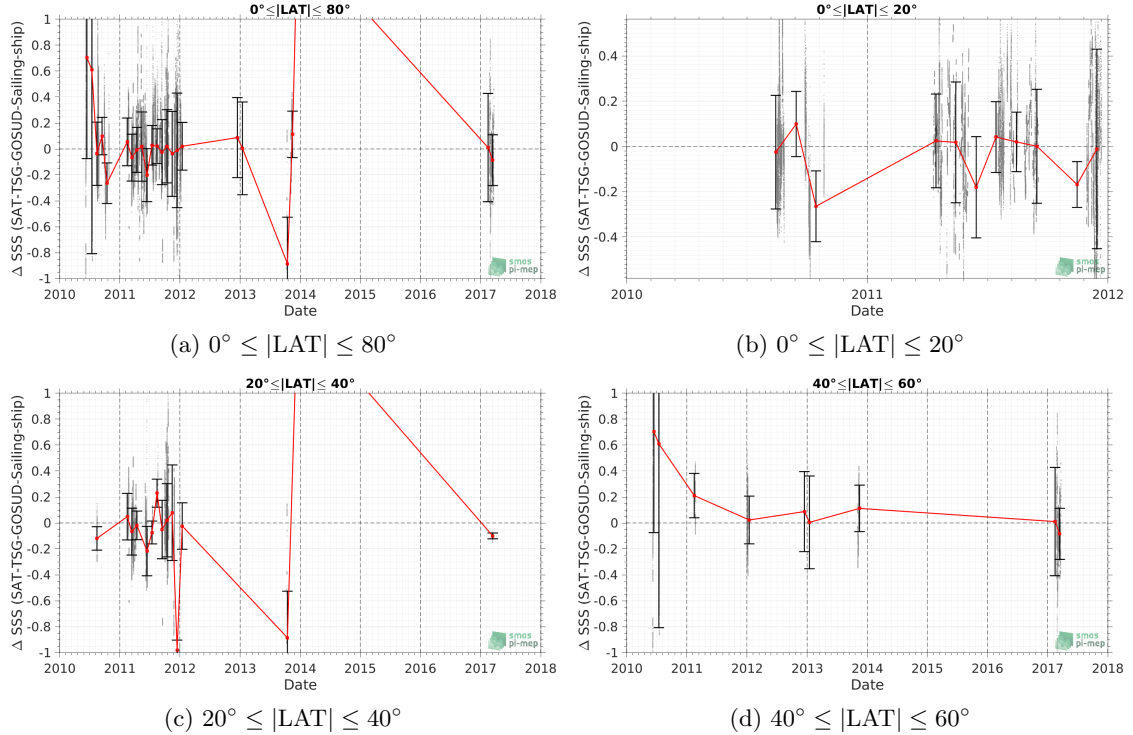 0°≤|LAT|≤ 80°
Δ SSS (SAT-TSG-GOSUD-Sailing-ship)
1
0.8
0.6
0.4
0.2
0
-0.2
-0.4
-0.6
-0.8
-1
2010 2011 2012 2013 2014 2015 2016 2017 2018
Date
smos
pi-mep
(a) 0° ≤ |LAT| ≤ 80°
0°≤|LAT|≤ 20°
Δ SSS (SAT-TSG-GOSUD-Sailing-ship)
0.4
0.2
0
-0.2
-0.4
2010 2011 2012
Date
smos
pi-mep
(b) 0° ≤ |LAT| ≤ 20°
20°≤|LAT|≤ 40°
Δ SSS (SAT-TSG-GOSUD-Sailing-ship)
1
0.8
0.6
0.4
0.2
0
-0.2
-0.4
-0.6
-0.8
-1
2010 2011 2012 2013 2014 2015 2016 2017 2018
Date
smos
pi-mep
(c) 20° ≤ |LAT| ≤ 40°
40°≤|LAT|≤ 60°
Δ SSS (SAT-TSG-GOSUD-Sailing-ship)
1
0.8
0.6
0.4
0.2
0
-0.2
-0.4
-0.6
-0.8
-1
2010 2011 2012 2013 2014 2015 2016 2017 2018
Date
smos
pi-mep
(d) 40° ≤ |LAT| ≤ 60°